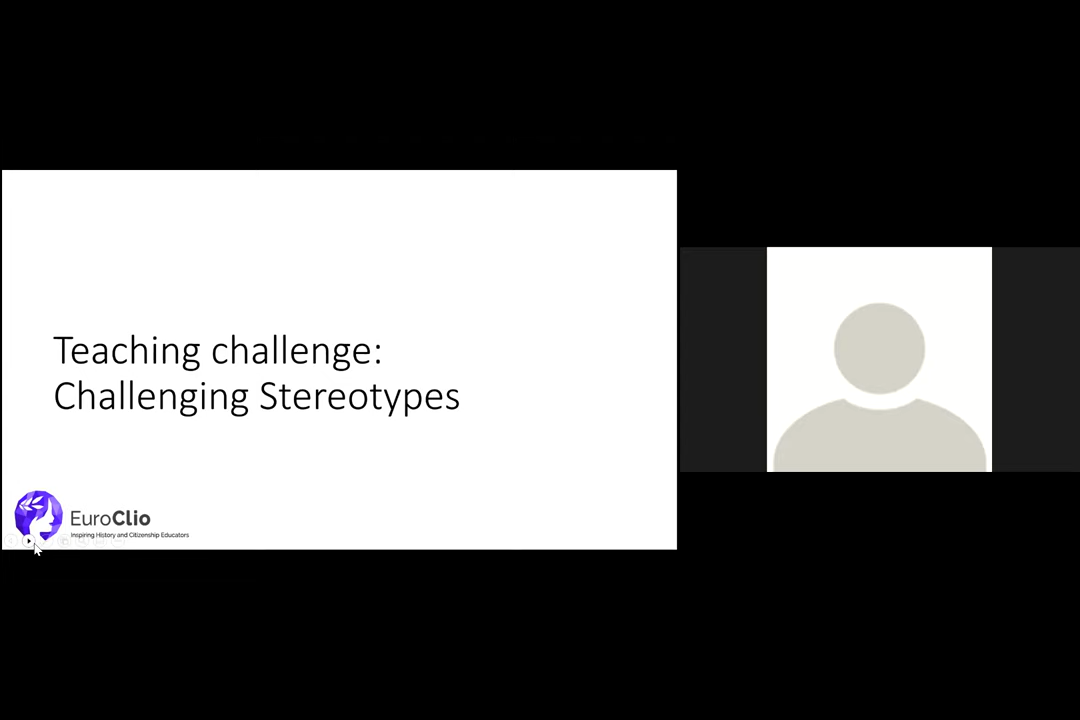 Teaching challenge:
Challenging Stereotypes
EuroClio
Inspiring History and Citizenship Educators